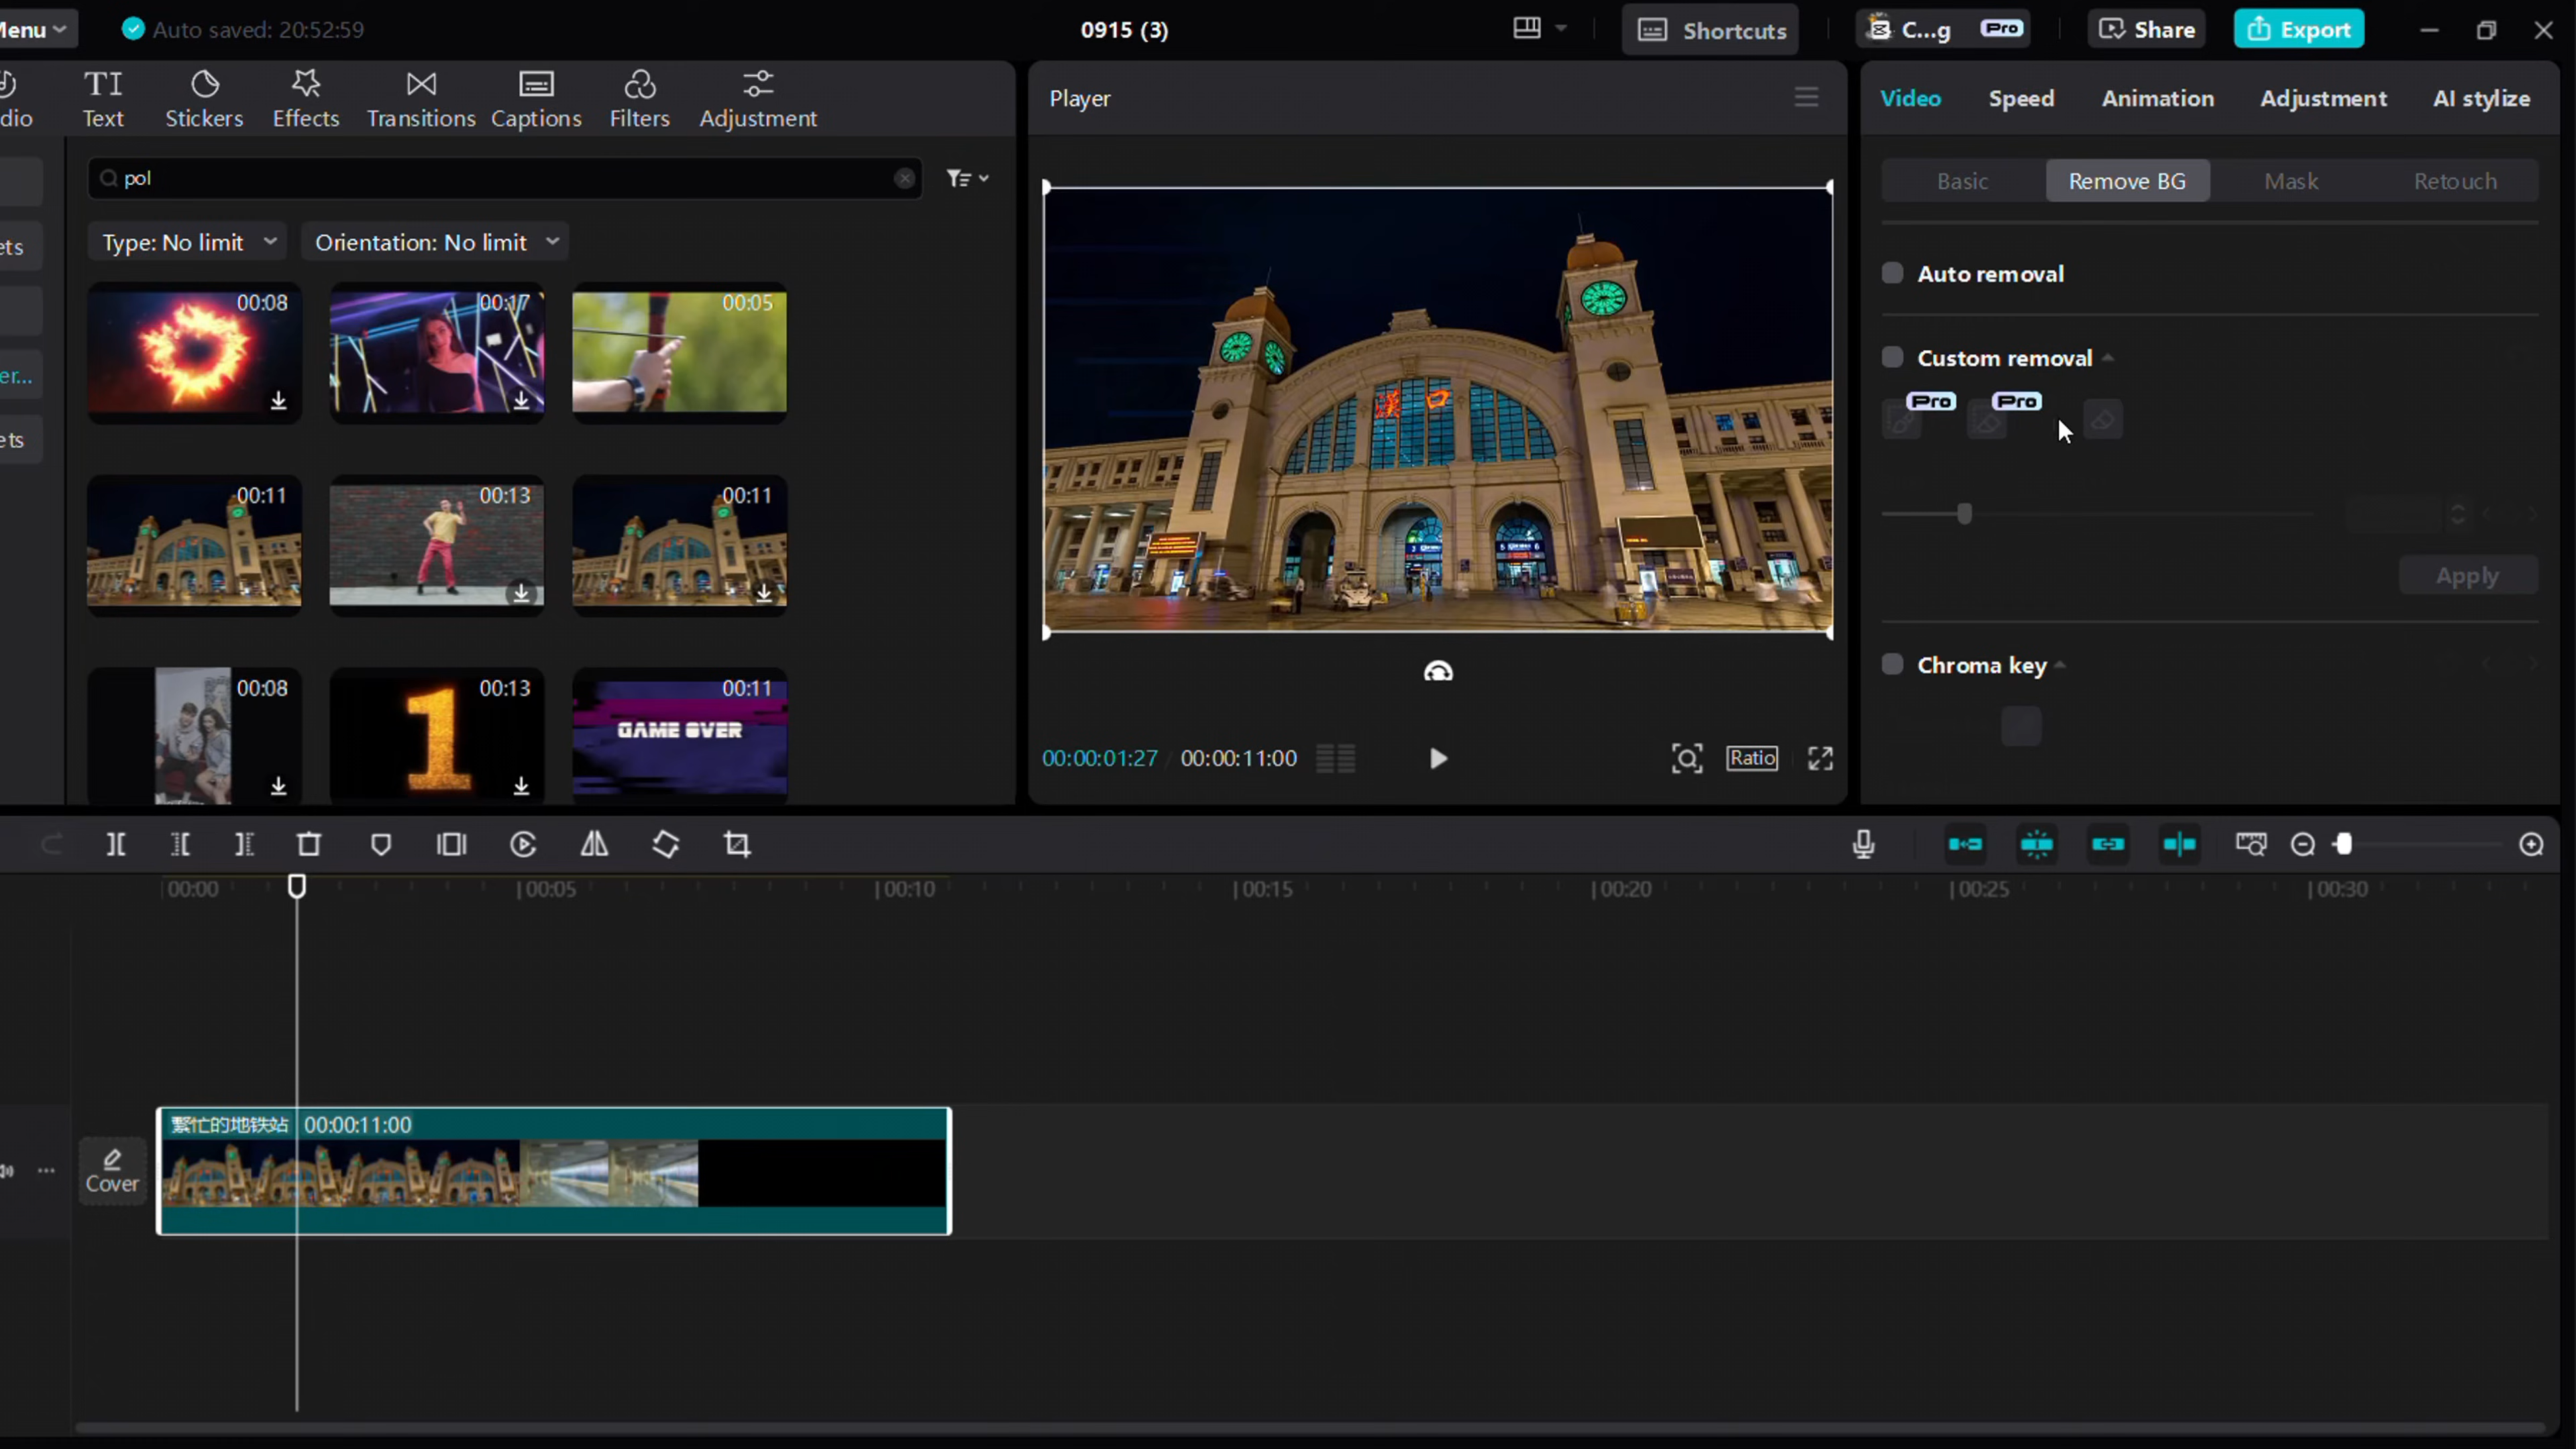 Menu
Auto saved: 20:52:59
0915 (3)
Shortcuts
C...g
Pro
Share
Export
dio
Text
Stickers
Effects
Transitions
Captions
Filters
Adjustment
Player
Video
Speed
Animation
Adjustment
AI stylize
pol
Basic
Remove BG
Mask
Retouch
ets
Type: No limit
Orientation: No limit
Auto removal
00:08
00:17
00:05
er...
Custom removal
Pro
Pro
ets
汉口
00:11
00:13
00:11
Apply
Chroma key
00:08
00:13
00:11
1
GAME OVER
00:00:01:27 / 00:00:11:00
Ratio
00:00
00:05
00:10
00:15
00:20
00:25
00:30
繁忙的地铁站
00:00:11:00
Cover